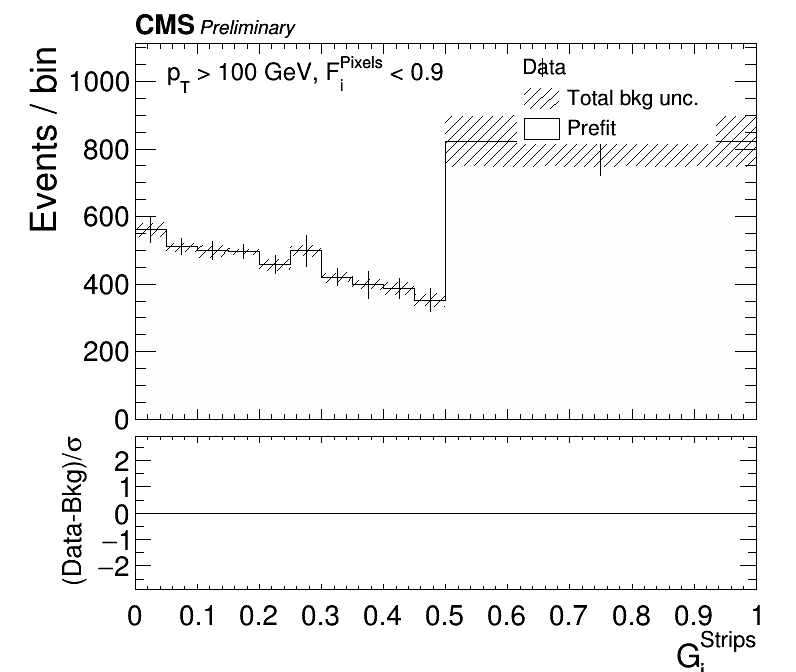 CMS Preliminary
Events / bin
p_T > 100 GeV, F_i^Pixels < 0.9
Data
Total bkg unc.
Prefit
1000
800
600
400
200
0
(Data-Bkg)/σ
2
1
0
−1
−2
0 0.1 0.2 0.3 0.4 0.5 0.6 0.7 0.8 0.9 1
G_i^Strips